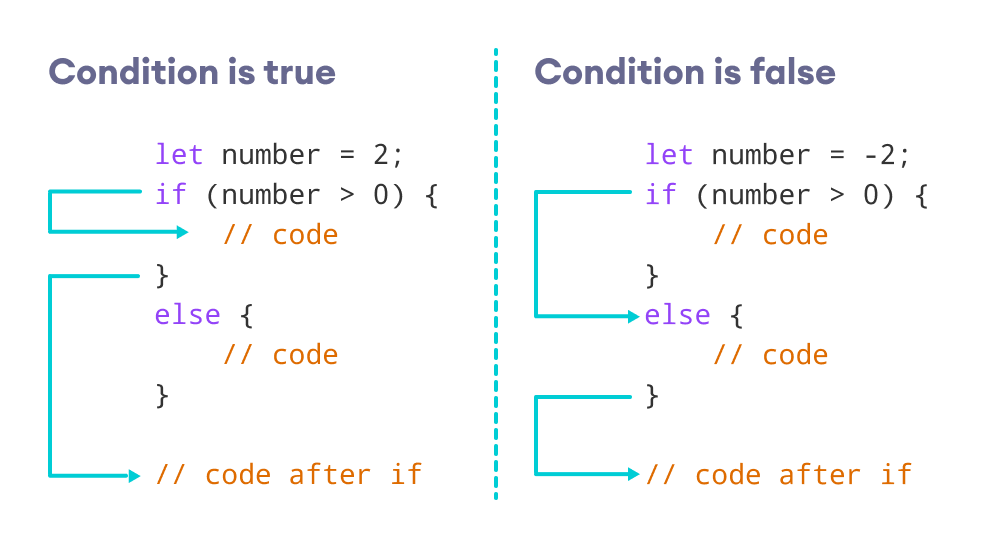 Condition is true
let number = 2;
if (number > 0) {
// code
}
else {
// code
}
// code after if
Condition is false
let number = -2;
if (number > 0) {
// code
}
else {
// code
}
// code after if